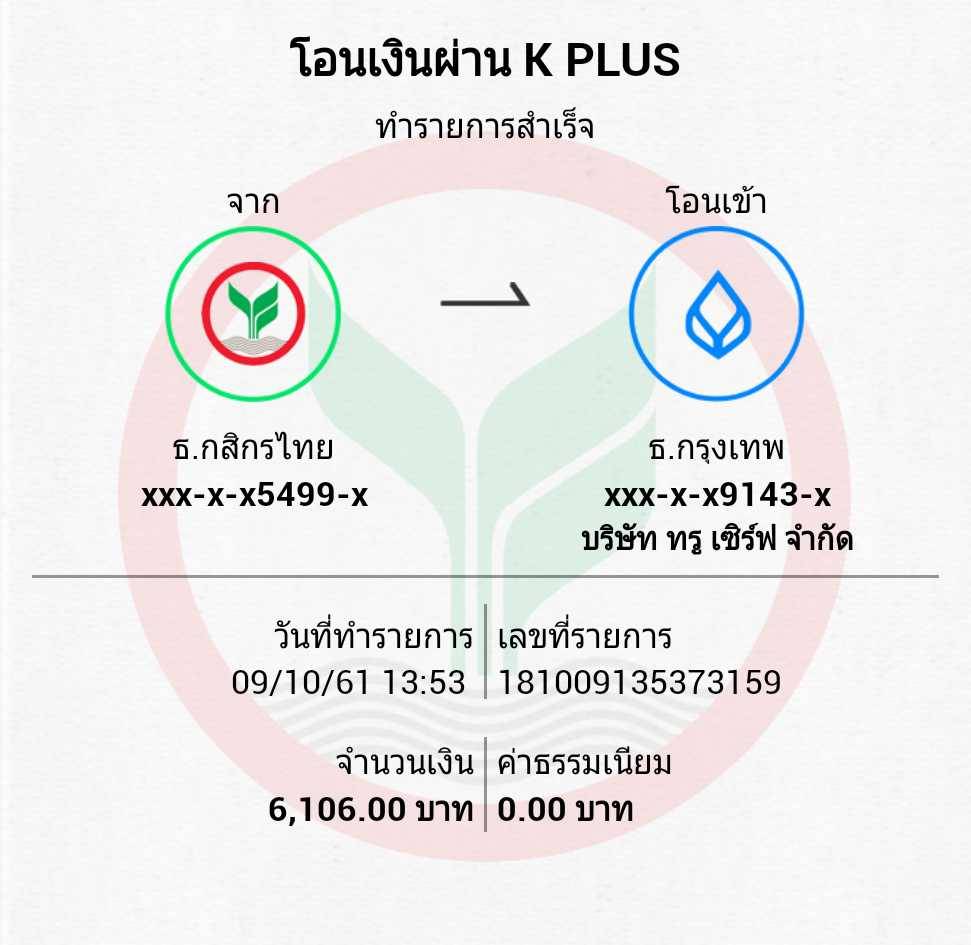 โอนเงินผ่าน K PLUS
ทำรายการสำเร็จ
จาก
โอนเข้า
ธ.กสิกรไทย
xxx-x-x5499-x
ธ.กรุงเทพ
xxx-x-x9143-x
บริษัท ทรู เซิร์ฟ จำกัด
วันที่ทำรายการ
09/10/61 13:53
เลขที่รายการ
181009135373159
จำนวนเงิน
6,106.00 บาท
ค่าธรรมเนียม
0.00 บาท